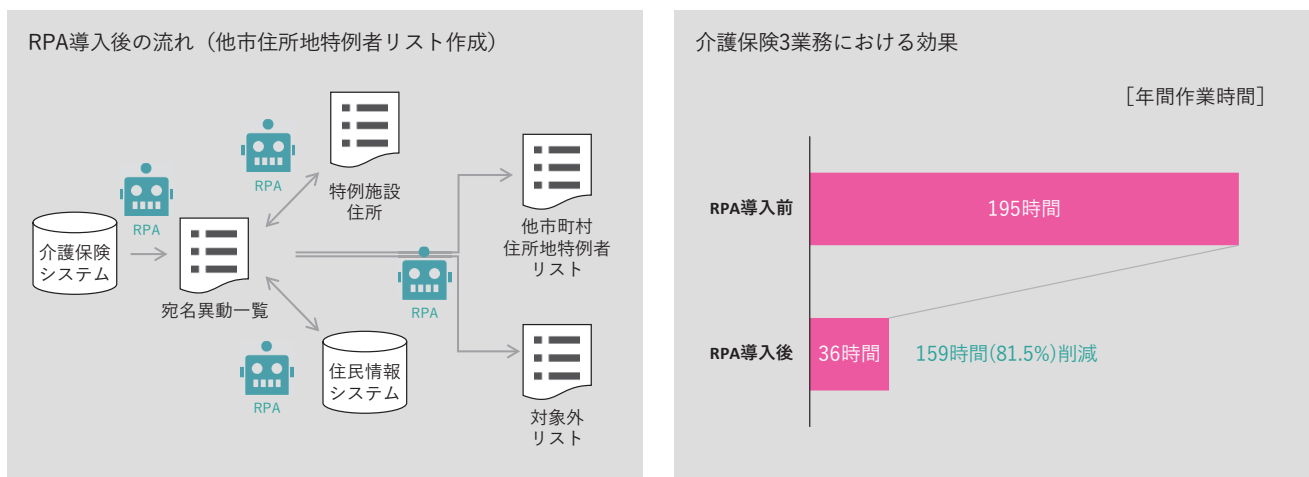 RPA導入後の流れ（他市住所地特例者リスト作成）
RPA
RPA
特例施設
住所
介護保険
システム
宛名異動一覧
他市町村
住所地特例者
リスト
RPA
RPA
住民情報
システム
対象外
リスト
介護保険3業務における効果
［年間作業時間］
RPA導入前
195時間
RPA導入後
36時間
159時間(81.5%)削減